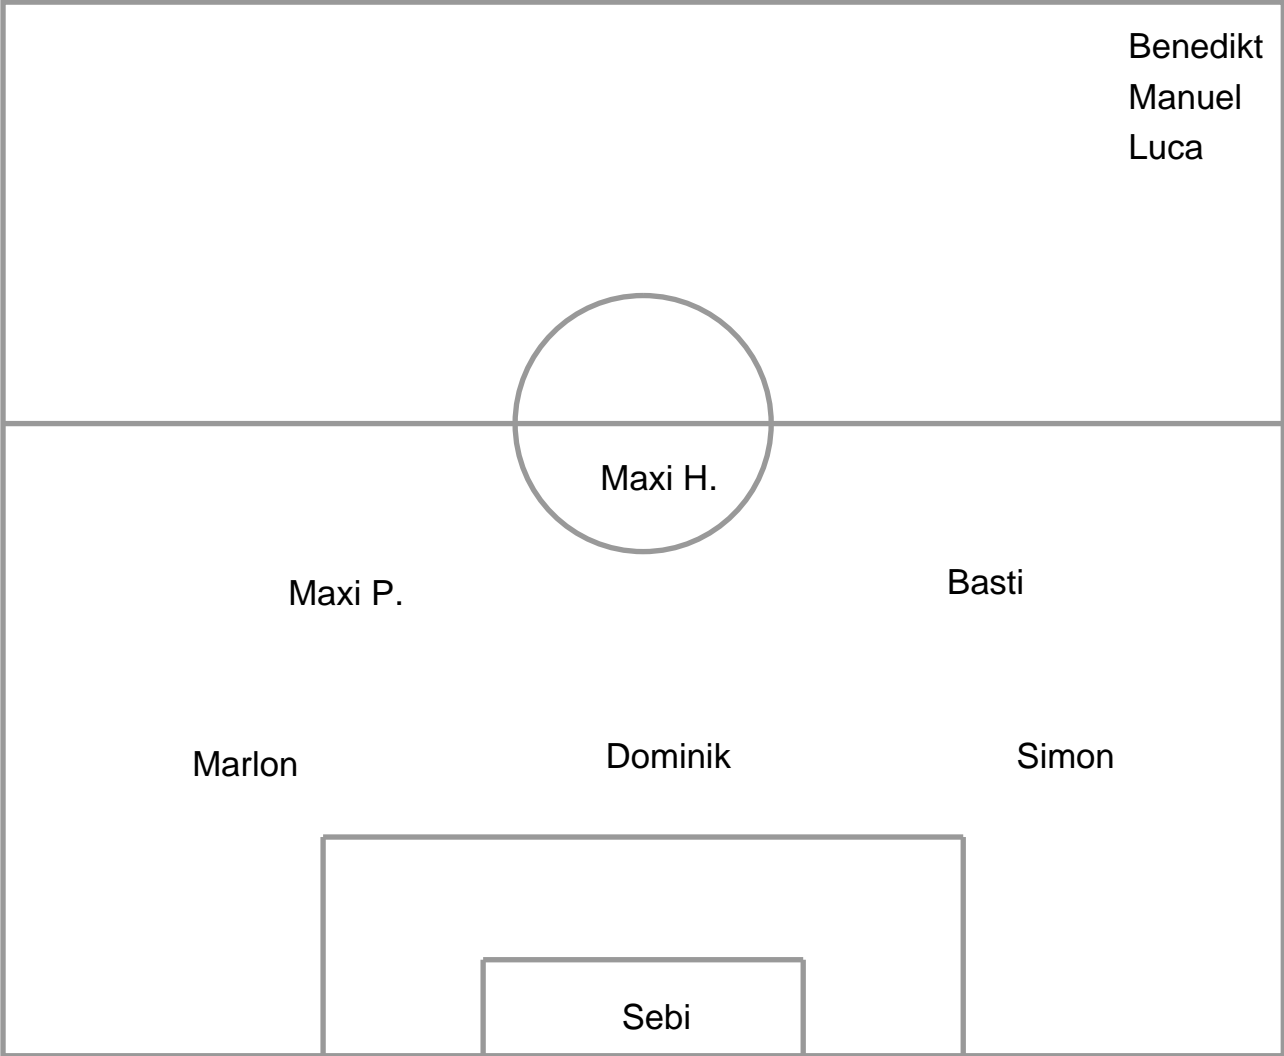 Benedikt
Manuel
Luca
Maxi H.
Maxi P.
Basti
Marlon
Dominik
Simon
Sebi